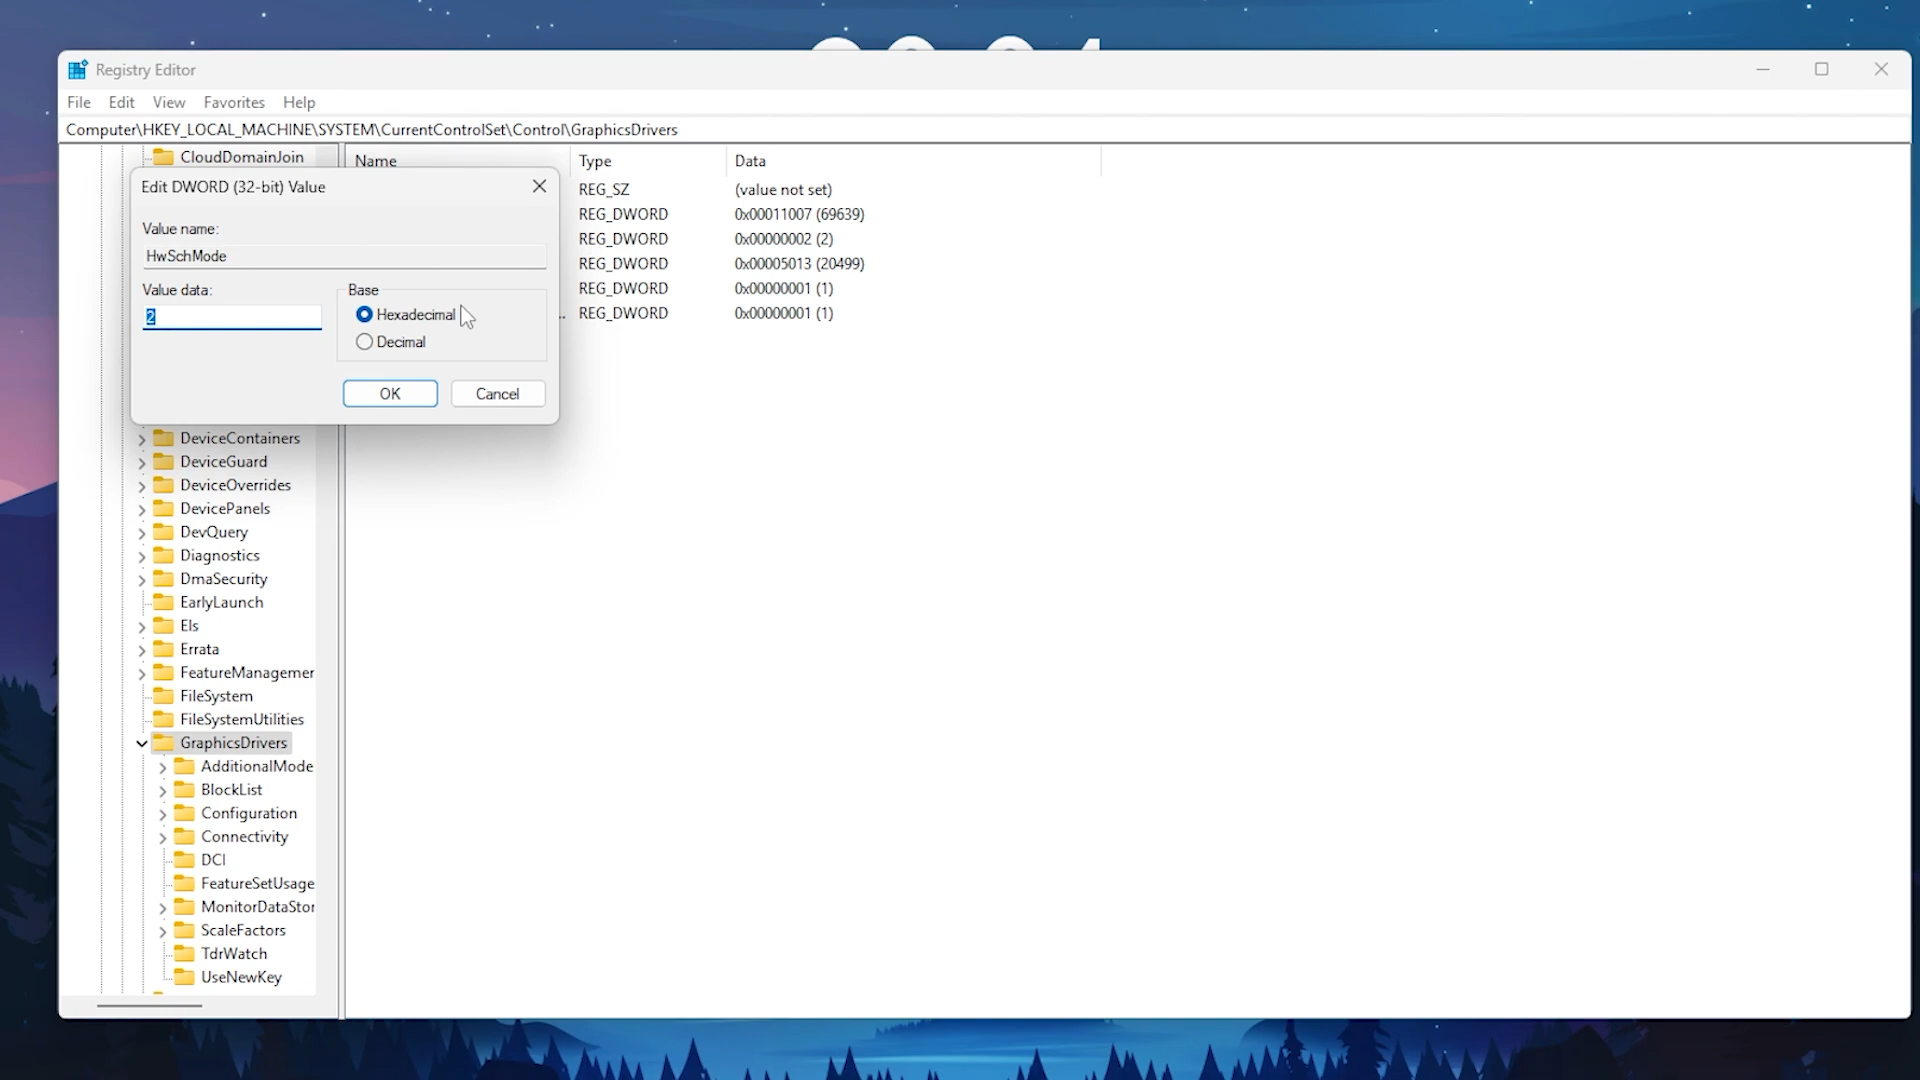 Registry Editor
File Edit View Favorites Help
Computer\HKEY_LOCAL_MACHINE\SYSTEM\CurrentControlSet\Control\GraphicsDrivers
CloudDomainJoin
Name Type Data
Edit DWORD (32-bit) Value
Value name:
HwSchMode
Value data:
2
Base
Hexadecimal
Decimal
OK Cancel
REG_SZ (value not set)
REG_DWORD 0x00011007 (69639)
REG_DWORD 0x00000002 (2)
REG_DWORD 0x00005013 (20499)
REG_DWORD 0x00000001 (1)
.. REG_DWORD 0x00000001 (1)
DeviceContainers
DeviceGuard
DeviceOverrides
DevicePanels
DevQuery
Diagnostics
DmaSecurity
EarlyLaunch
Els
Errata
FeatureManagemer
FileSystem
FileSystemUtilities
GraphicsDrivers
AdditionalMode
BlockList
Configuration
Connectivity
DCI
FeatureSetUsage
MonitorDataStor
ScaleFactors
TdrWatch
UseNewKey